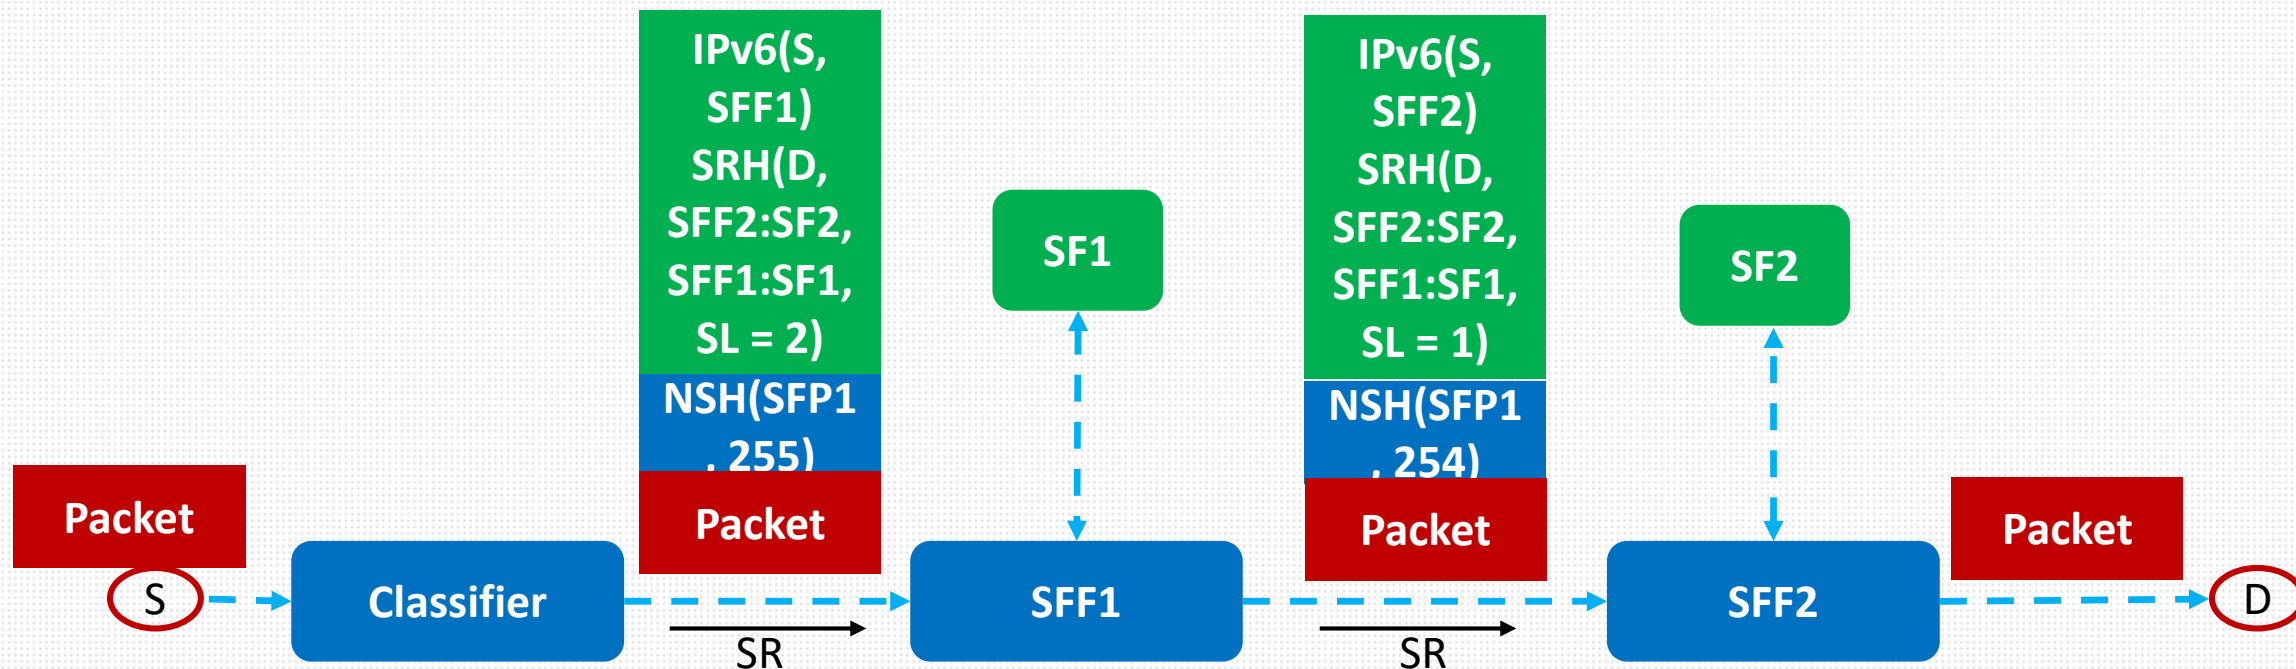 Packet
S
Classifier
IPv6(S,
SFF1)
SRH(D,
SFF2:SF2,
SFF1:SF1,
SL = 2)
NSH(SFP1
, 255)
Packet
SR
SF1
SFF1
IPv6(S,
SFF2)
SRH(D,
SFF2:SF2,
SFF1:SF1,
SL = 1)
NSH(SFP1
, 254)
Packet
SR
SF2
SFF2
Packet
D